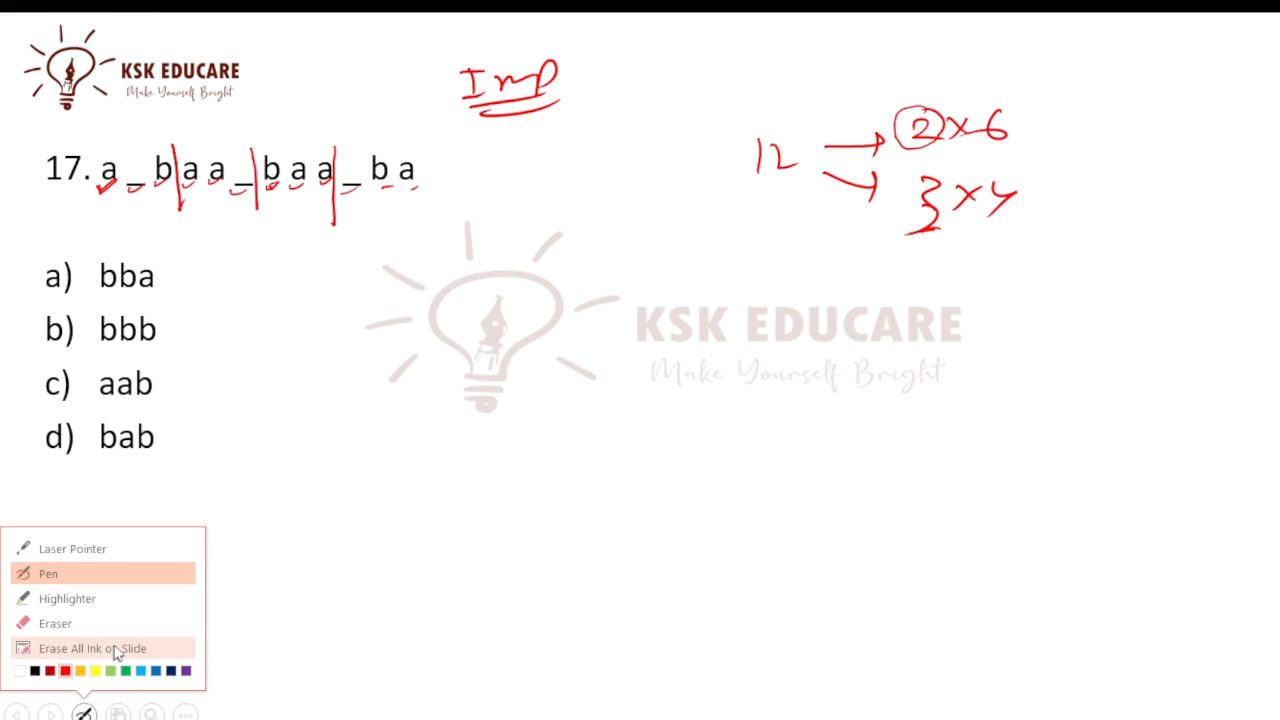 KSK EDUCARE
Make Yourself Bright
Imp
12
2 x 6
3 x 4
17. a _ b a a _ b a a _ b a
a) bba
b) bbb
c) aab
d) bab
KSK EDUCARE
Make Yourself Bright
Laser Pointer
Pen
Highlighter
Eraser
Erase All Ink on Slide